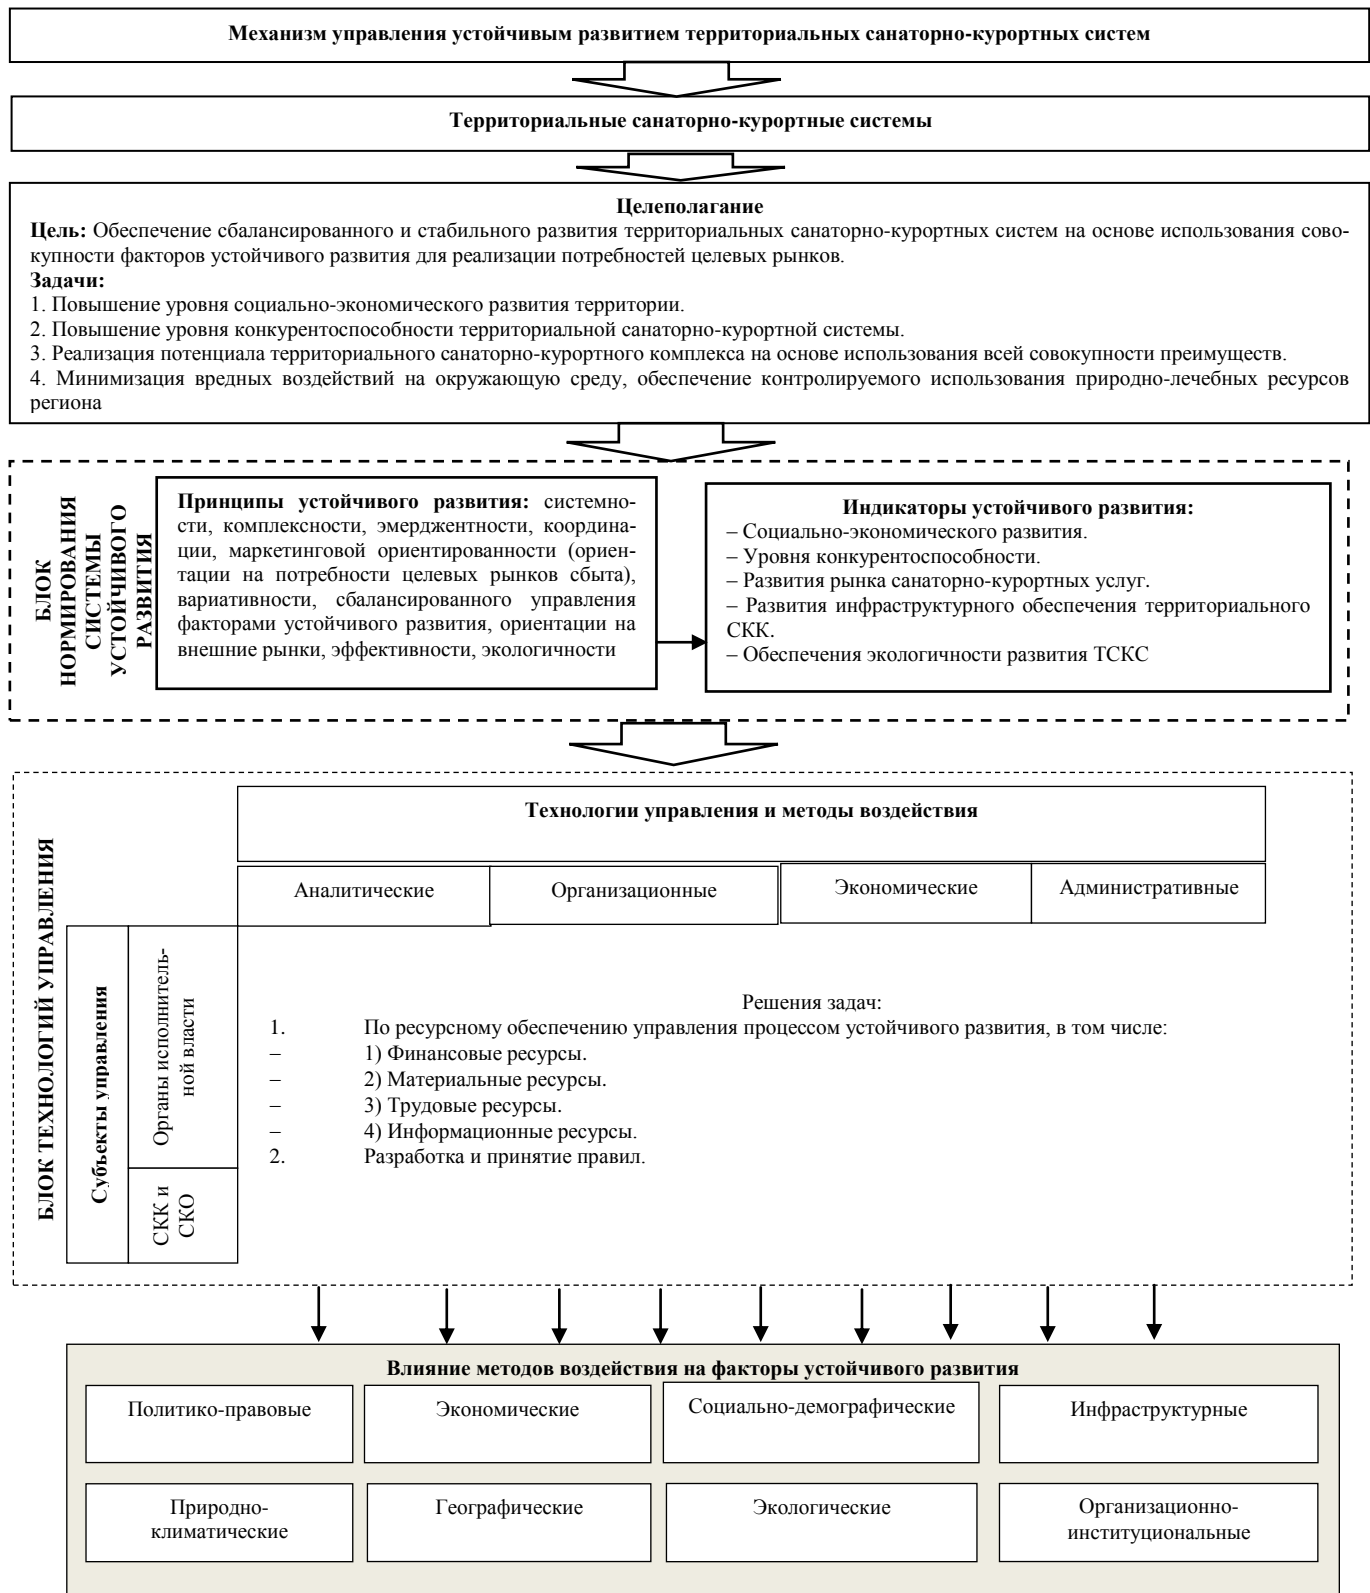 Механизм управления устойчивым развитием территориальных санаторно-курортных систем
Территориальные санаторно-курортные системы
Целеполагание
Цель: Обеспечение сбалансированного и стабильного развития территориальных санаторно-курортных систем на основе использования сово-
купности факторов устойчивого развития для реализации потребностей целевых рынков.
Задачи:
1. Повышение уровня социально-экономического развития территории.
2. Повышение уровня конкурентоспособности территориальной санаторно-курортной системы.
3. Реализация потенциала территориального санаторно-курортного комплекса на основе использования всей совокупности преимуществ.
4. Минимизация вредных воздействий на окружающую среду, обеспечение контролируемого использования природно-лечебных ресурсов
региона
БЛОК
НОРМИРОВАНИЯ
СИСТЕМЫ
УСТОЙЧИВОГО
РАЗВИТИЯ
Принципы устойчивого развития: системно-
сти, комплексности, эмерджентности, координа-
ции, маркетинговой ориентированности (ориен-
тации на потребности целевых рынков сбыта),
вариативности, сбалансированного управления
факторами устойчивого развития, ориентации на
внешние рынки, эффективности, экологичности
Индикаторы устойчивого развития:
– Социально-экономического развития.
– Уровня конкурентоспособности.
– Развития рынка санаторно-курортных услуг.
– Развития инфраструктурного обеспечения территориального
СКК.
– Обеспечения экологичности развития ТСКС
БЛОК ТЕХНОЛОГИЙ УПРАВЛЕНИЯ
Технологии управления и методы воздействия
Аналитические
Организационные
Экономические
Административные
Субъекты управления
Органы исполнитель-
ной власти
СКК и
СКО
Решения задач:
1. По ресурсному обеспечению управления процессом устойчивого развития, в том числе:
– 1) Финансовые ресурсы.
– 2) Материальные ресурсы.
– 3) Трудовые ресурсы.
– 4) Информационные ресурсы.
2. Разработка и принятие правил.
Влияние методов воздействия на факторы устойчивого развития
Политико-правовые
Экономические
Социально-демографические
Инфраструктурные
Природно-
климатические
Географические
Экологические
Организационно-
институциональные